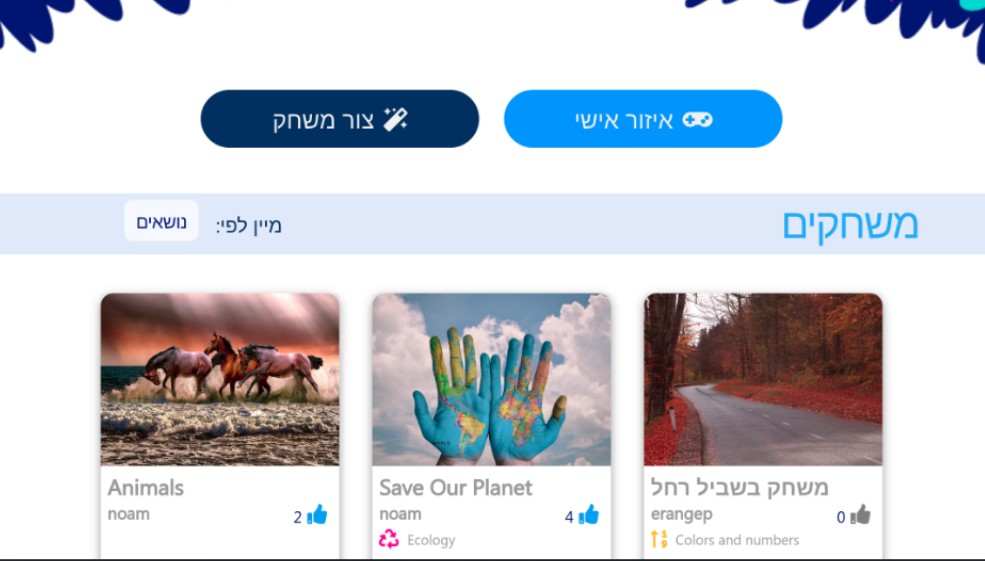 איזור אישי
צור משחק
משחקים
מיין לפי:
נושאים
משחק בשביל רחל
erangep
0
Colors and numbers
Save Our Planet
noam
4
Ecology
Animals
noam
2